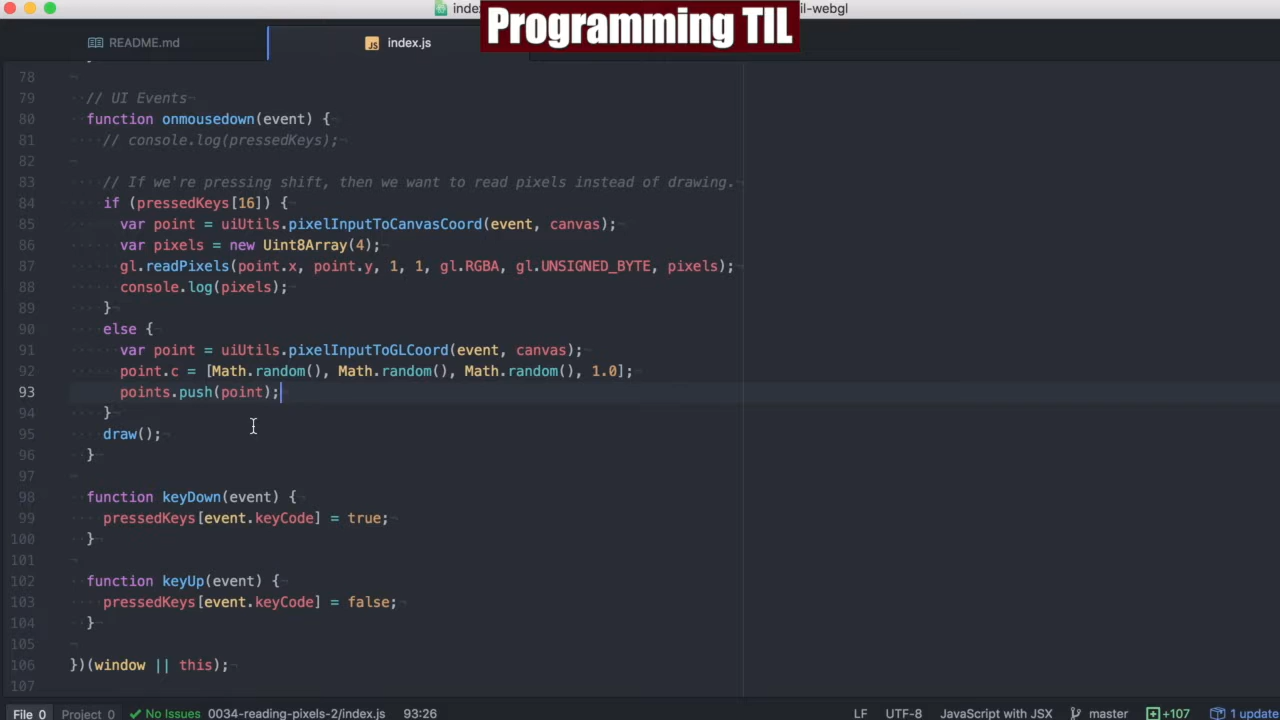 index
Programming TIL
til-webgl
README.md
index.js
78
79 // UI Events
80 function onmousedown(event) {
81 // console.log(pressedKeys);
82
83 // If we're pressing shift, then we want to read pixels instead of drawing.
84 if (pressedKeys[16]) {
85 var point = uiUtils.pixelInputToCanvasCoord(event, canvas);
86 var pixels = new Uint8Array(4);
87 gl.readPixels(point.x, point.y, 1, 1, gl.RGBA, gl.UNSIGNED_BYTE, pixels);
88 console.log(pixels);
89 }
90 else {
91 var point = uiUtils.pixelInputToGLCoord(event, canvas);
92 point.c = [Math.random(), Math.random(), Math.random(), 1.0];
93 points.push(point);
94 }
95 draw();
96 }
97
98 function keyDown(event) {
99 pressedKeys[event.keyCode] = true;
100 }
101
102 function keyUp(event) {
103 pressedKeys[event.keyCode] = false;
104 }
105
106 })(window || this);
107
File 0 Project 0 No Issues 0034-reading-pixels-2/index.js 93:26 LF UTF-8 JavaScript with JSX master +107 1 update